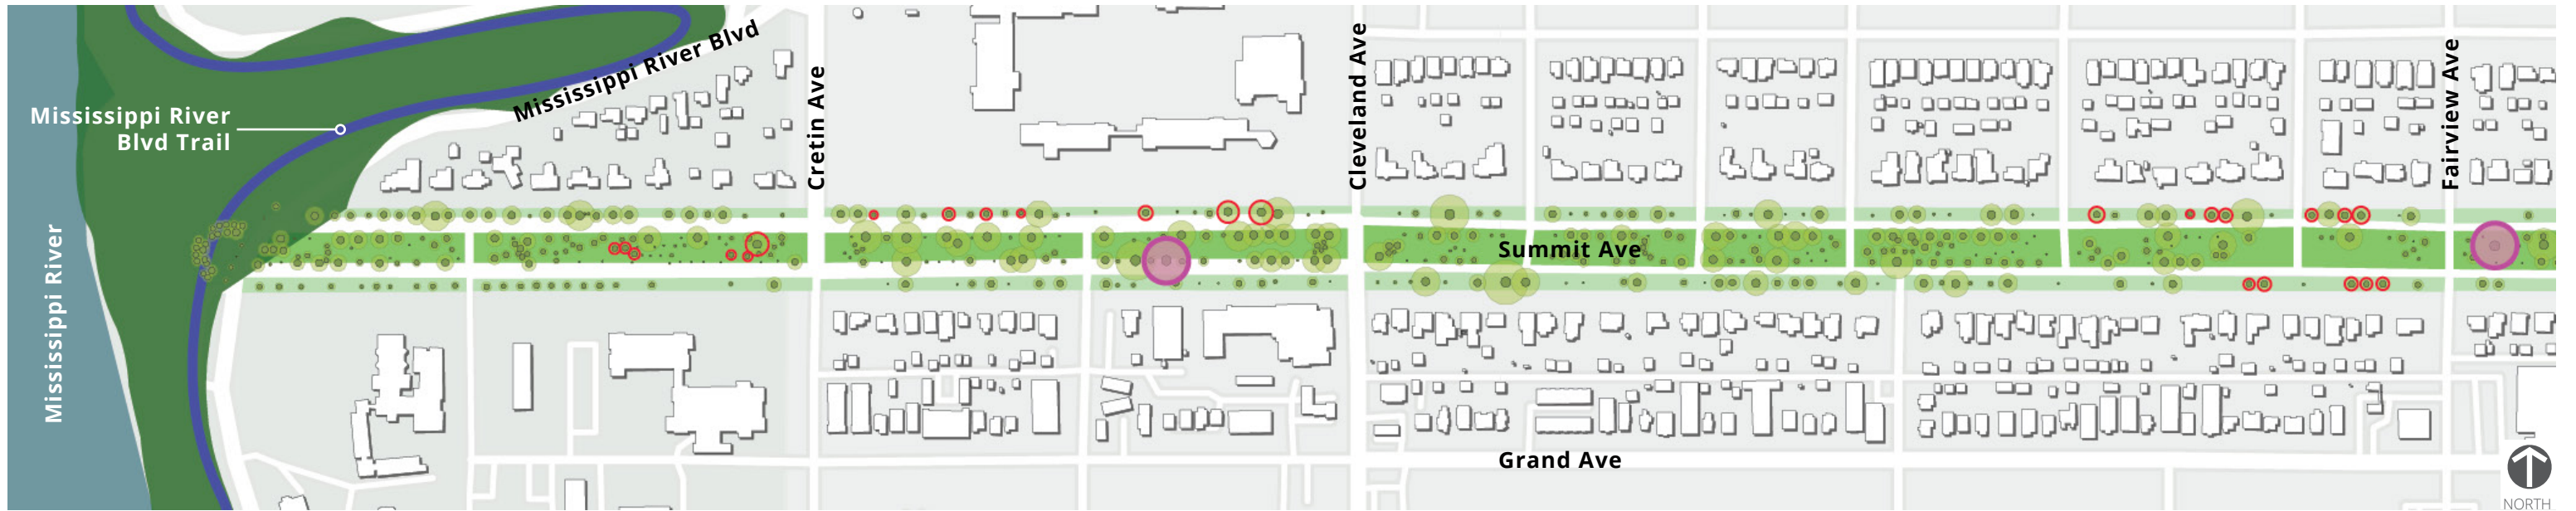 Mississippi River Blvd
Mississippi River
Blvd Trail
Mississippi River
Cretin Ave
Cleveland Ave
Fairview Ave
Summit Ave
Grand Ave
NORTH